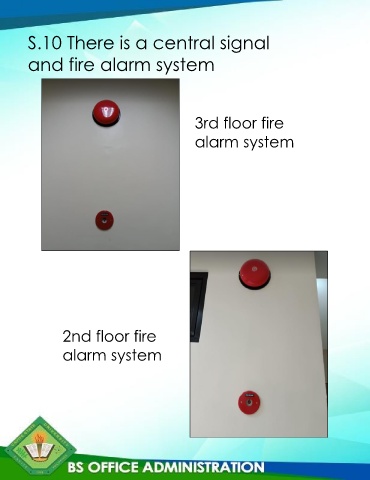 S.10 There is a central signal
and fire alarm system
3rd floor fire
alarm system
2nd floor fire
alarm system
BS OFFICE ADMINISTRATION